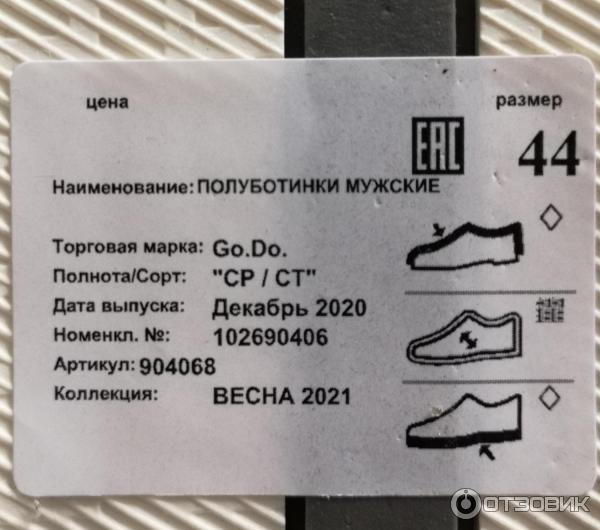 цена
размер
EAC
44
Наименование: ПОЛУБОТИНКИ МУЖСКИЕ
Торговая марка: Go.Do.
Полнота/Сорт: "СР / СТ"
Дата выпуска: Декабрь 2020
Номенкл. №: 102690406
Артикул: 904068
Коллекция: ВЕСНА 2021
ОТЗОВИК